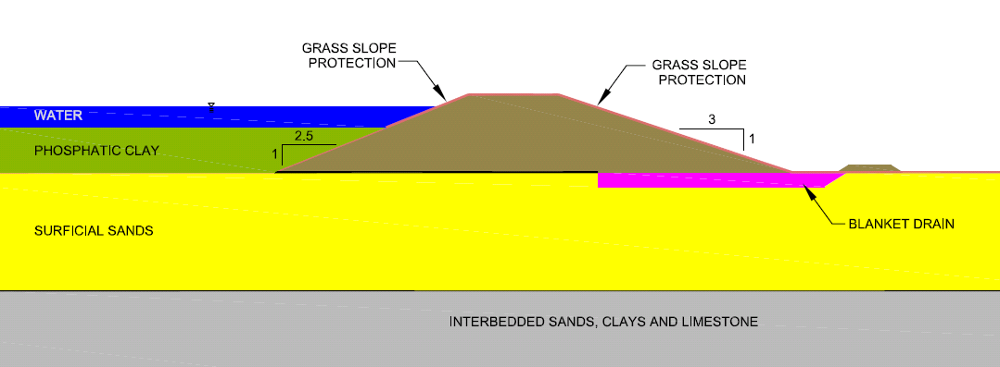 GRASS SLOPE
PROTECTION
GRASS SLOPE
PROTECTION
WATER
3
1
2.5
1
PHOSPHATIC CLAY
BLANKET DRAIN
SURFICIAL SANDS
INTERBEDDED SANDS, CLAYS AND LIMESTONE